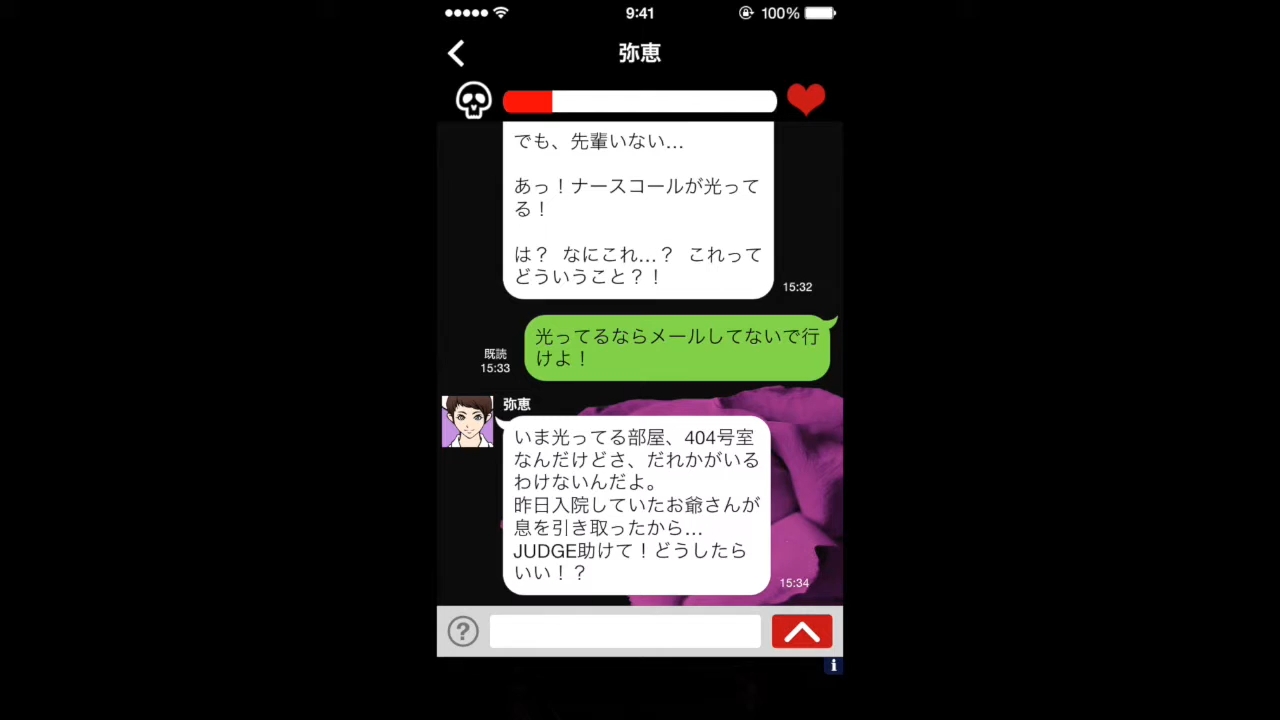 9:41
100%
弥恵
でも、先輩いない…
あっ！ナースコールが光って
る！
は？ なにこれ…？ これって
どういうこと？！
15:32
光ってるならメールしてないで行
けよ！
既読
15:33
弥恵
いま光ってる部屋、404号室
なんだけどさ、だれかがいる
わけないんだよ。
昨日入院していたお爺さんが
息を引き取ったから…
JUDGE助けて！どうしたら
いい！？
15:34
?
i